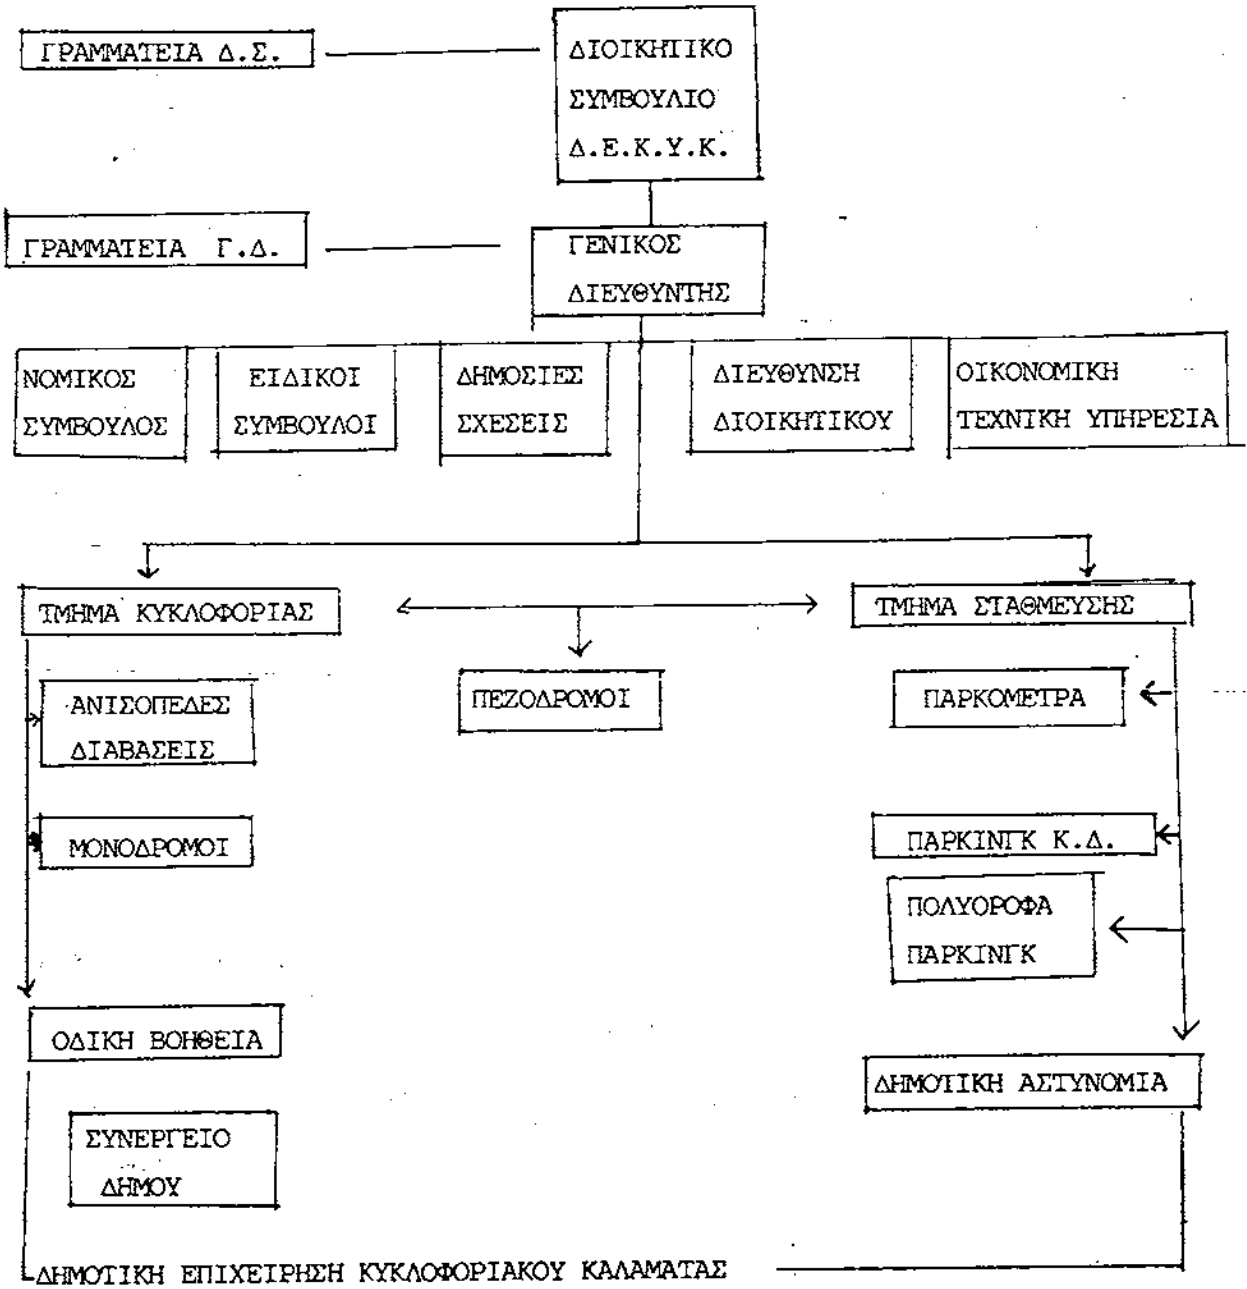 ΓΡΑΜΜΑΤΕΙΑ Δ.Σ.
ΔΙΟΙΚΗΤΙΚΟ
ΣΥΜΒΟΥΛΙΟ
Δ.Ε.Κ.Υ.Κ.
ΓΡΑΜΜΑΤΕΙΑ Γ.Δ.
ΓΕΝΙΚΟΣ
ΔΙΕΥΘΥΝΤΗΣ
ΝΟΜΙΚΟΣ
ΣΥΜΒΟΥΛΟΣ
ΕΙΔΙΚΟΙ
ΣΥΜΒΟΥΛΟΙ
ΔΗΜΟΣΙΕΣ
ΣΧΕΣΕΙΣ
ΔΙΕΥΘΥΝΣΗ
ΔΙΟΙΚΗΤΙΚΟΥ
ΟΙΚΟΝΟΜΙΚΗ
ΤΕΧΝΙΚΗ ΥΠΗΡΕΣΙΑ
ΤΜΗΜΑ ΚΥΚΛΟΦΟΡΙΑΣ
ΤΜΗΜΑ ΣΤΑΘΜΕΥΣΗΣ
ΑΝΙΣΟΠΕΔΕΣ
ΔΙΑΒΑΣΕΙΣ
ΠΕΖΟΔΡΟΜΟΙ
ΠΑΡΚΟΜΕΤΡΑ
ΜΟΝΟΔΡΟΜΟΙ
ΠΑΡΚΙΝΓΚ Κ.Δ.
ΠΟΛΥΟΡΟΦΑ
ΠΑΡΚΙΝΓΚ
ΟΔΙΚΗ ΒΟΗΘΕΙΑ
ΔΗΜΟΤΙΚΗ ΑΣΤΥΝΟΜΙΑ
ΣΥΝΕΡΓΕΙΟ
ΔΗΜΟΥ
ΔΗΜΟΤΙΚΗ ΕΠΙΧΕΙΡΗΣΗ ΚΥΚΛΟΦΟΡΙΑΚΟΥ ΚΑΛΑΜΑΤΑΣ